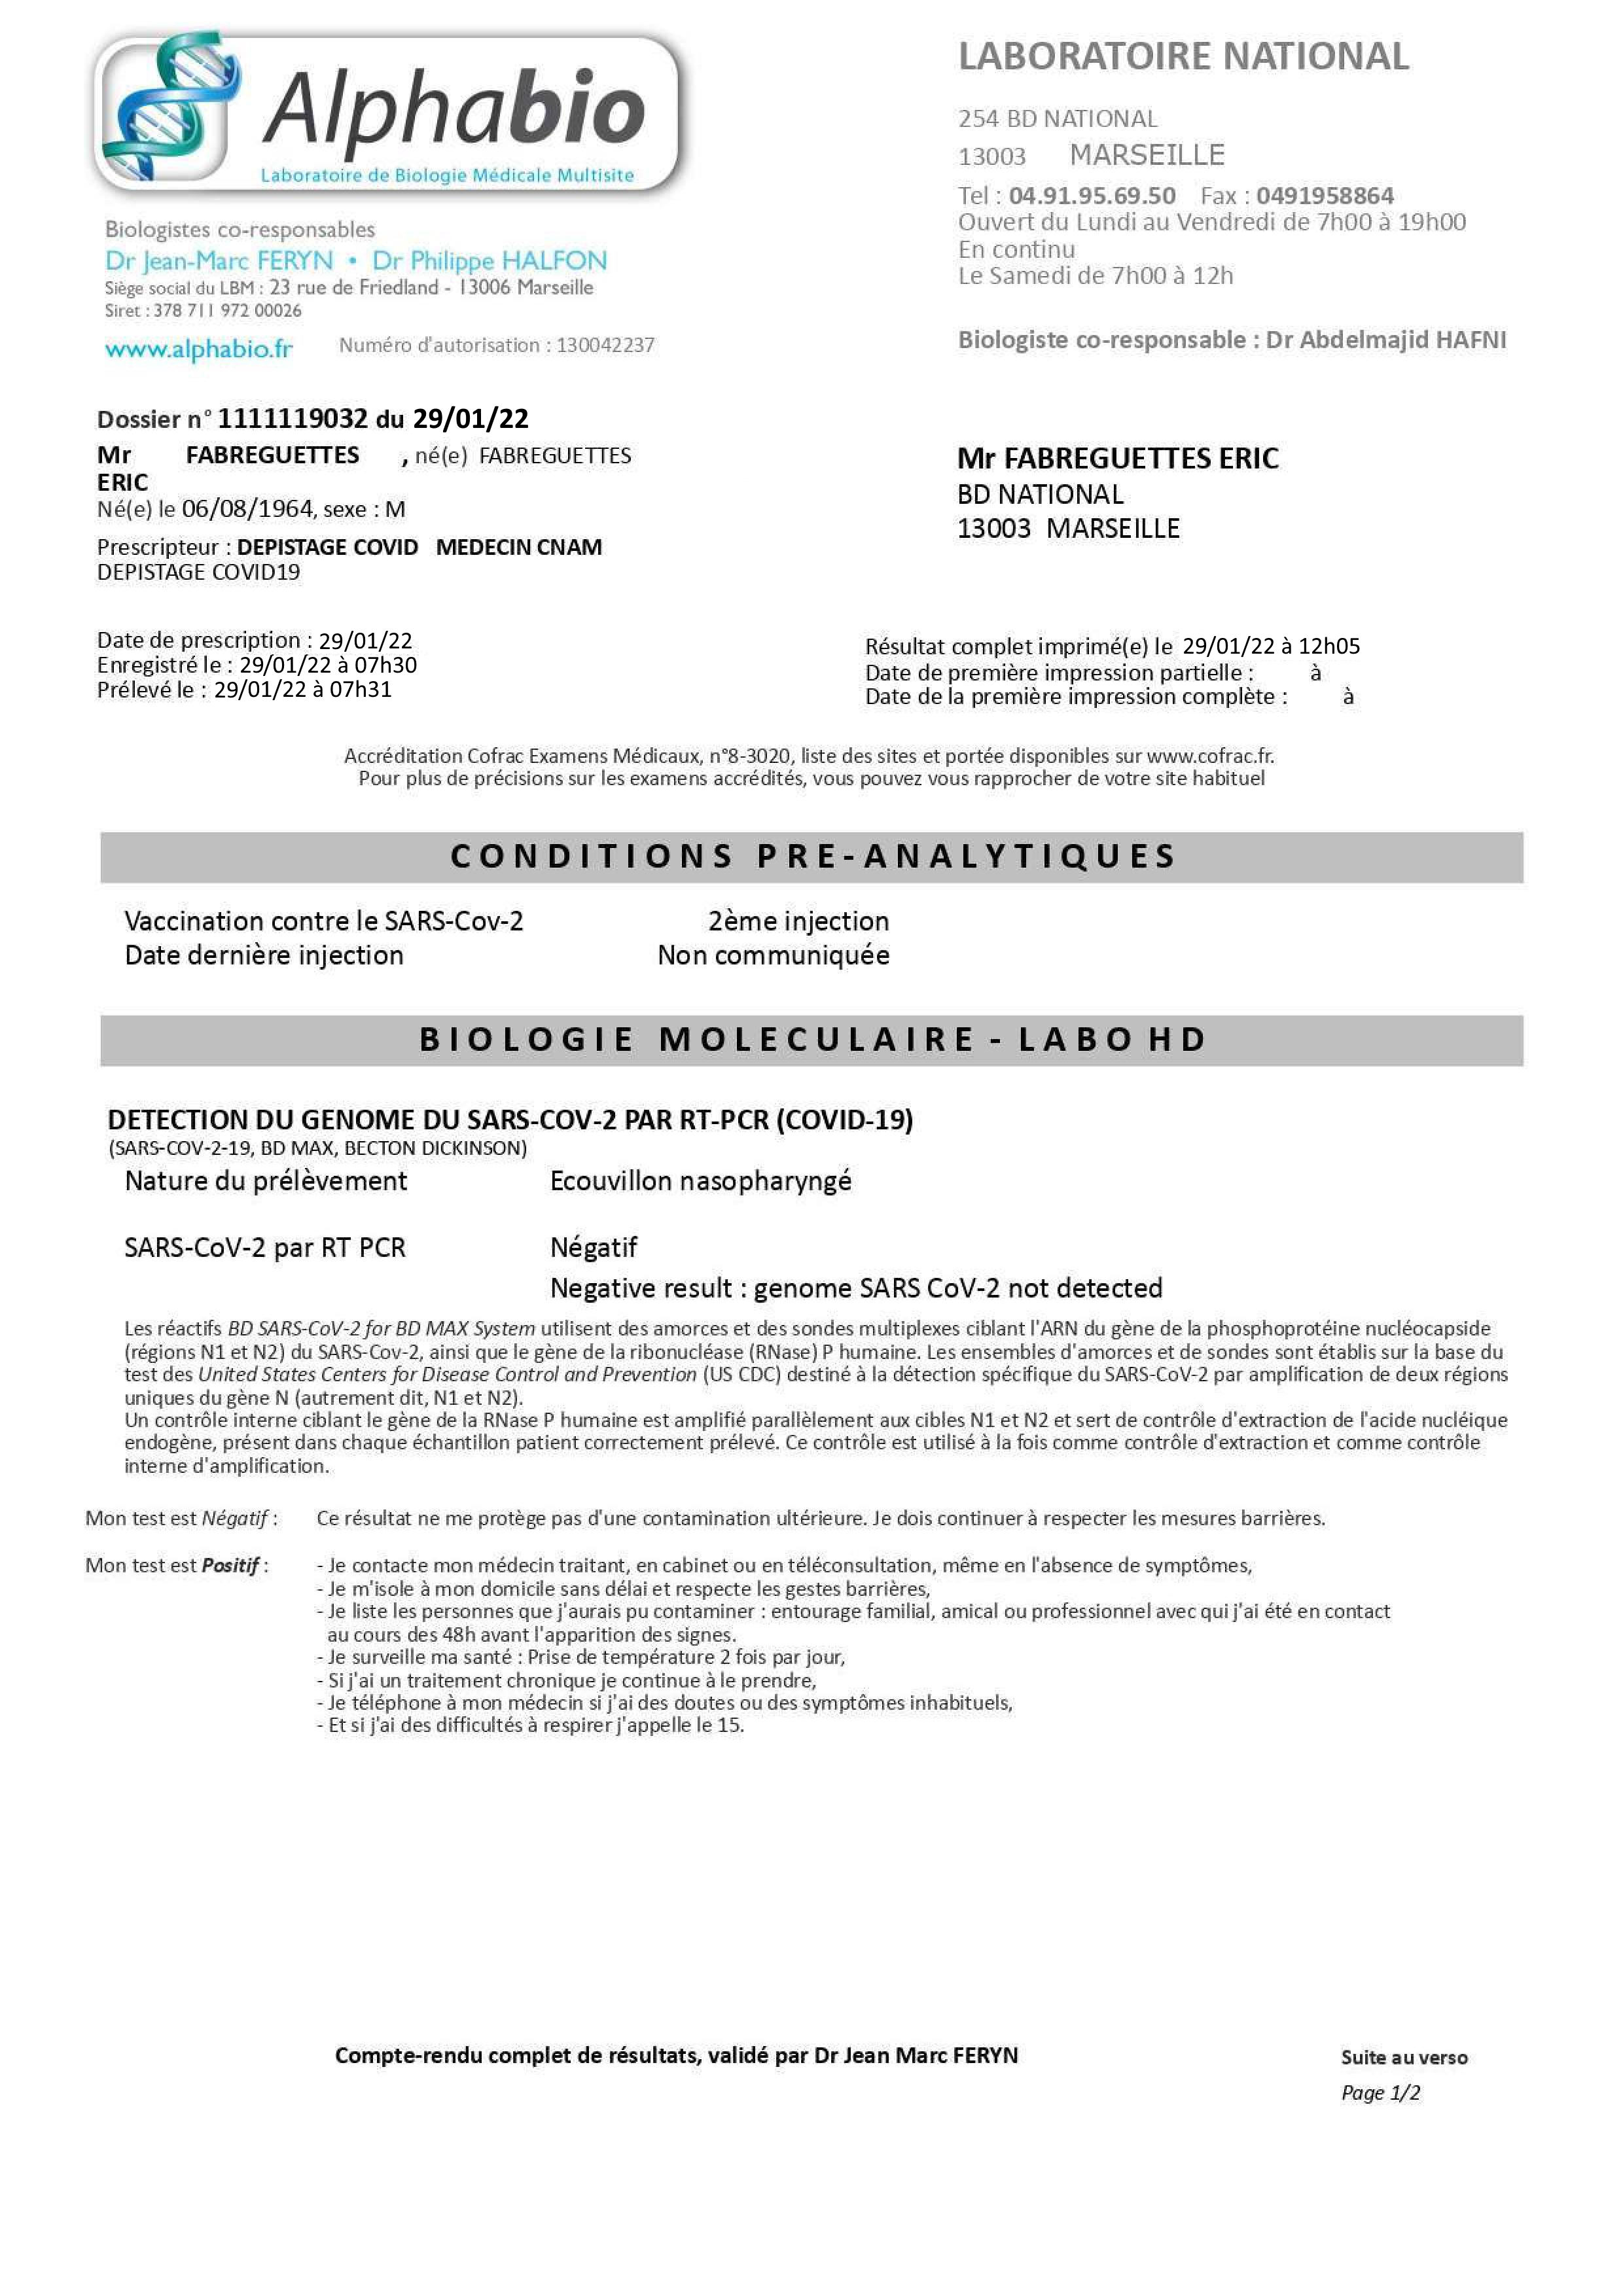 Alphabio
Laboratoire de Biologie Médicale Multisite
Biologistes co-responsables
Dr Jean-Marc FERYN • Dr Philippe HALFON
Siège social du LBM : 23 rue de Friedland - 13006 Marseille
Siret : 378 711 972 00026
www.alphabio.fr Numéro d'autorisation : 130042237
LABORATOIRE NATIONAL
254 BD NATIONAL
13003 MARSEILLE
Tel : 04.91.95.69.50 Fax : 0491958864
Ouvert du Lundi au Vendredi de 7h00 à 19h00
En continu
Le Samedi de 7h00 à 12h
Biologiste co-responsable : Dr Abdelmajid HAFNI
Dossier n° 1111119032 du 29/01/22
Mr FABREGUETTES , né(e) FABREGUETTES
ERIC
Né(e) le 06/08/1964, sexe : M
Prescripteur : DEPISTAGE COVID MEDECIN CNAM
DEPISTAGE COVID19
Mr FABREGUETTES ERIC
BD NATIONAL
13003 MARSEILLE
Date de prescription : 29/01/22
Enregistré le : 29/01/22 à 07h30
Prélevé le : 29/01/22 à 07h31
Résultat complet imprimé(e) le 29/01/22 à 12h05
Date de première impression partielle : à
Date de la première impression complète : à
Accréditation Cofrac Examens Médicaux, n°8-3020, liste des sites et portée disponibles sur www.cofrac.fr.
Pour plus de précisions sur les examens accrédités, vous pouvez vous rapprocher de votre site habituel
CONDITIONS PRE-ANALYTIQUES
Vaccination contre le SARS-Cov-2 2ème injection
Date dernière injection Non communiquée
BIOLOGIE MOLECULAIRE - LABO HD
DETECTION DU GENOME DU SARS-COV-2 PAR RT-PCR (COVID-19)
(SARS-COV-2-19, BD MAX, BECTON DICKINSON)
Nature du prélèvement Ecouvillon nasopharyngé
SARS-CoV-2 par RT PCR Négatif
Negative result : genome SARS CoV-2 not detected
Les réactifs BD SARS-CoV-2 for BD MAX System utilisent des amorces et des sondes multiplexes ciblant l'ARN du gène de la phosphoprotéine nucléocapside
(régions N1 et N2) du SARS-Cov-2, ainsi que le gène de la ribonucléase (RNase) P humaine. Les ensembles d'amorces et de sondes sont établis sur la base du
test des United States Centers for Disease Control and Prevention (US CDC) destiné à la détection spécifique du SARS-CoV-2 par amplification de deux régions
uniques du gène N (autrement dit, N1 et N2).
Un contrôle interne ciblant le gène de la RNase P humaine est amplifié parallèlement aux cibles N1 et N2 et sert de contrôle d'extraction de l'acide nucléique
endogène, présent dans chaque échantillon patient correctement prélevé. Ce contrôle est utilisé à la fois comme contrôle d'extraction et comme contrôle
interne d'amplification.
Mon test est Négatif : Ce résultat ne me protège pas d'une contamination ultérieure. Je dois continuer à respecter les mesures barrières.
Mon test est Positif : - Je contacte mon médecin traitant, en cabinet ou en téléconsultation, même en l'absence de symptômes,
- Je m'isole à mon domicile sans délai et respecte les gestes barrières,
- Je liste les personnes que j'aurais pu contaminer : entourage familial, amical ou professionnel avec qui j'ai été en contact
au cours des 48h avant l'apparition des signes.
- Je surveille ma santé : Prise de température 2 fois par jour,
- Si j'ai un traitement chronique je continue à le prendre,
- Je téléphone à mon médecin si j'ai des doutes ou des symptômes inhabituels,
- Et si j'ai des difficultés à respirer j'appelle le 15.
Compte-rendu complet de résultats, validé par Dr Jean Marc FERYN
Suite au verso
Page 1/2